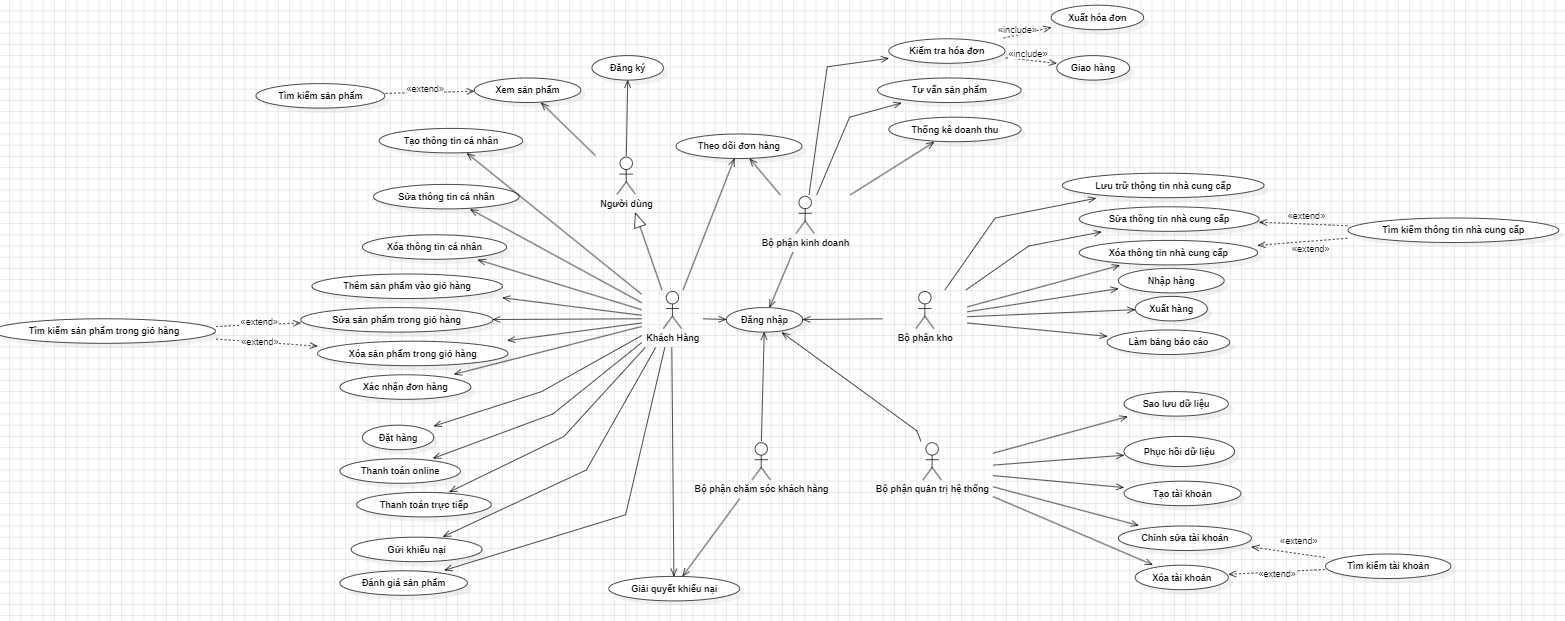 Xuất hóa đơn
«include»
Kiểm tra hóa đơn
«include»
Giao hàng
Đăng ký
Tìm kiếm sản phẩm
«extend»
Xem sản phẩm
Tư vấn sản phẩm
Thống kê doanh thu
Tạo thông tin cá nhân
Theo dõi đơn hàng
Sửa thông tin cá nhân
Người dùng
Bộ phận kinh doanh
Lưu trữ thông tin nhà cung cấp
Sửa thông tin nhà cung cấp
«extend»
Tìm kiếm thông tin nhà cung cấp
Xóa thông tin nhà cung cấp
«extend»
Xóa thông tin cá nhân
Nhập hàng
Thêm sản phẩm vào giỏ hàng
Xuất hàng
Tìm kiến sản phẩm trong giỏ hàng
«extend»
Sửa sản phẩm trong giỏ hàng
Đăng nhập
Khách Hàng
Bộ phận kho
«extend»
Làm bảng báo cáo
Xóa sản phẩm trong giỏ hàng
Xác nhận đơn hàng
Sao lưu dữ liệu
Đặt hàng
Phục hồi dữ liệu
Thanh toán online
Bộ phận chăm sóc khách hàng
Bộ phận quản trị hệ thống
Tạo tài khoản
Thanh toán trực tiếp
Chỉnh sửa tài khoản
«extend»
Gửi khiếu nại
Tìm kiếm tài khoản
«extend»
Xóa tài khoản
Đánh giá sản phẩm
Giải quyết khiếu nại